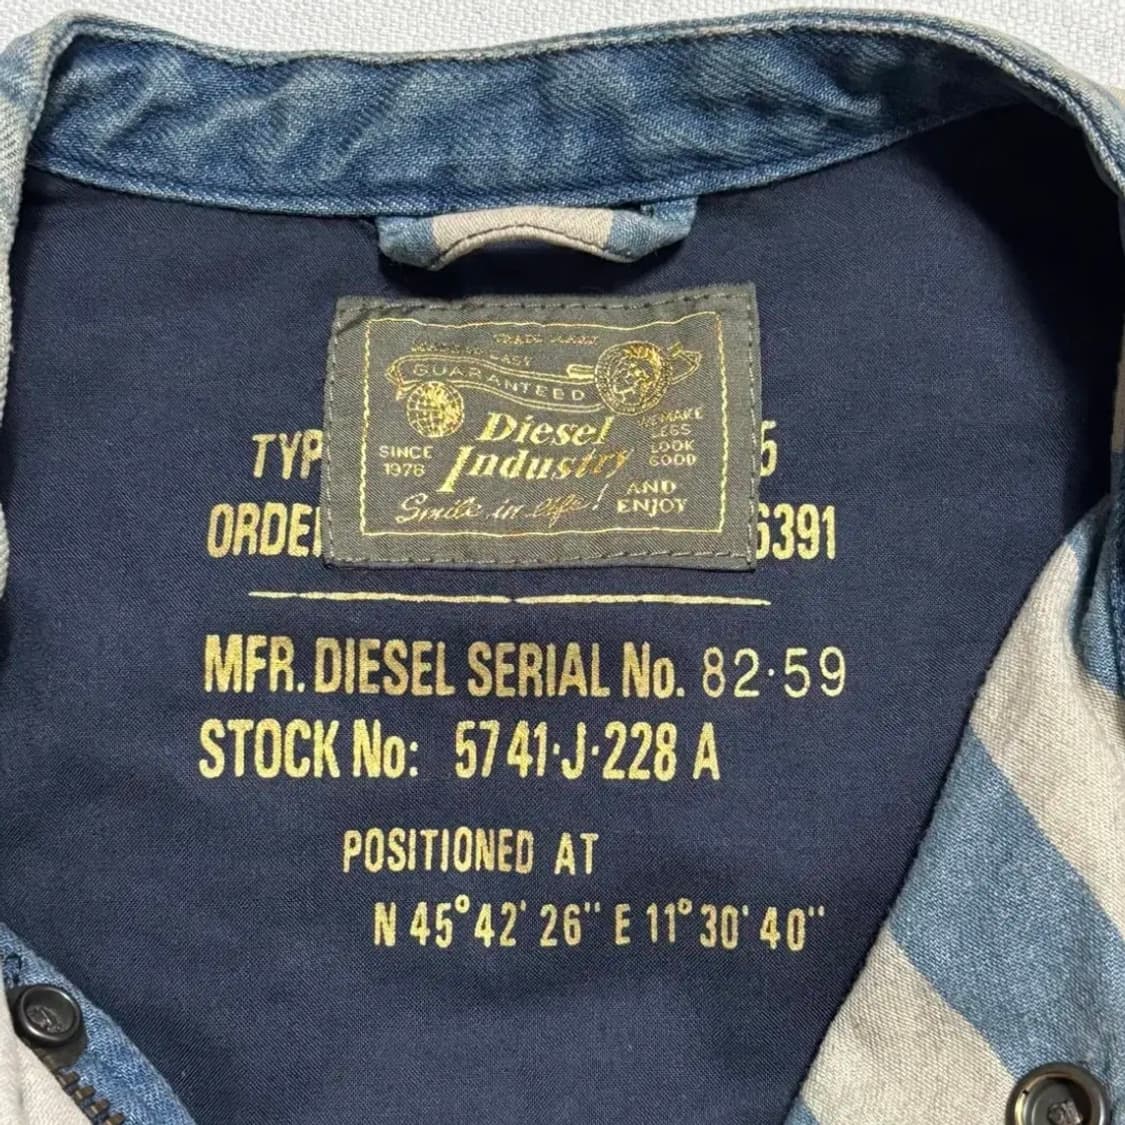 TRADE MARK
GUARANTEED
Diesel
Industry
SINCE
1978
WE MAKE
LESS
LOOK
GOOD
Smile in life!
AND
ENJOY
TYP 5
ORDE 6391
MFR. DIESEL SERIAL No. 82·59
STOCK No: 5741·J·228 A
POSITIONED AT
N 45°42' 26" E 11°30' 40"